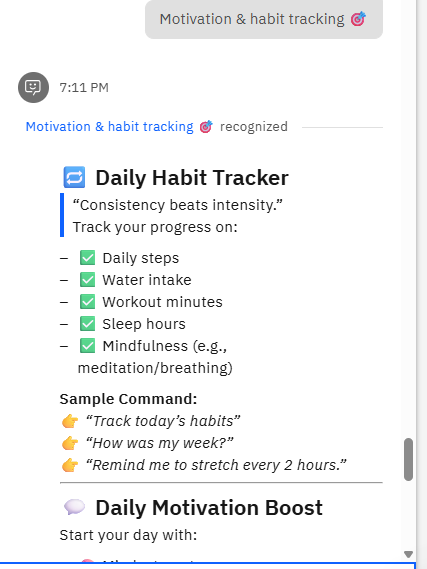 Motivation & habit tracking 🎯
7:11 PM
Motivation & habit tracking 🎯 recognized
🔁 Daily Habit Tracker
“Consistency beats intensity.”
Track your progress on:
– ✅ Daily steps
– ✅ Water intake
– ✅ Workout minutes
– ✅ Sleep hours
– ✅ Mindfulness (e.g.,
meditation/breathing)
Sample Command:
👉 “Track today’s habits”
👉 “How was my week?”
👉 “Remind me to stretch every 2 hours.”
💬 Daily Motivation Boost
Start your day with: